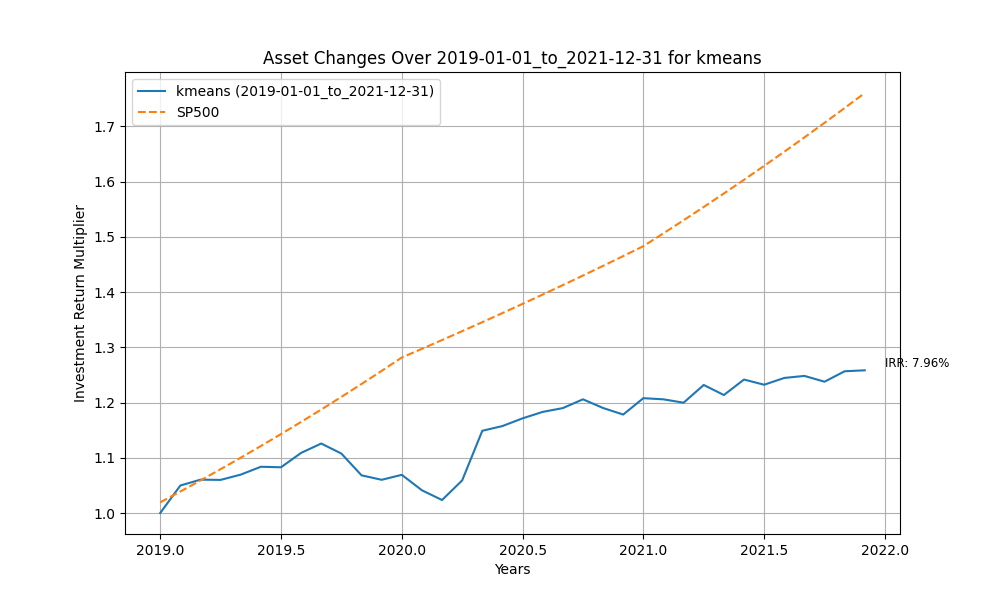 Asset Changes Over 2019-01-01_to_2021-12-31 for kmeans
kmeans (2019-01-01_to_2021-12-31)
SP500
Investment Return Multiplier
1.7
1.6
1.5
1.4
1.3
1.2
1.1
1.0
IRR: 7.96%
2019.0 2019.5 2020.0 2020.5 2021.0 2021.5 2022.0
Years